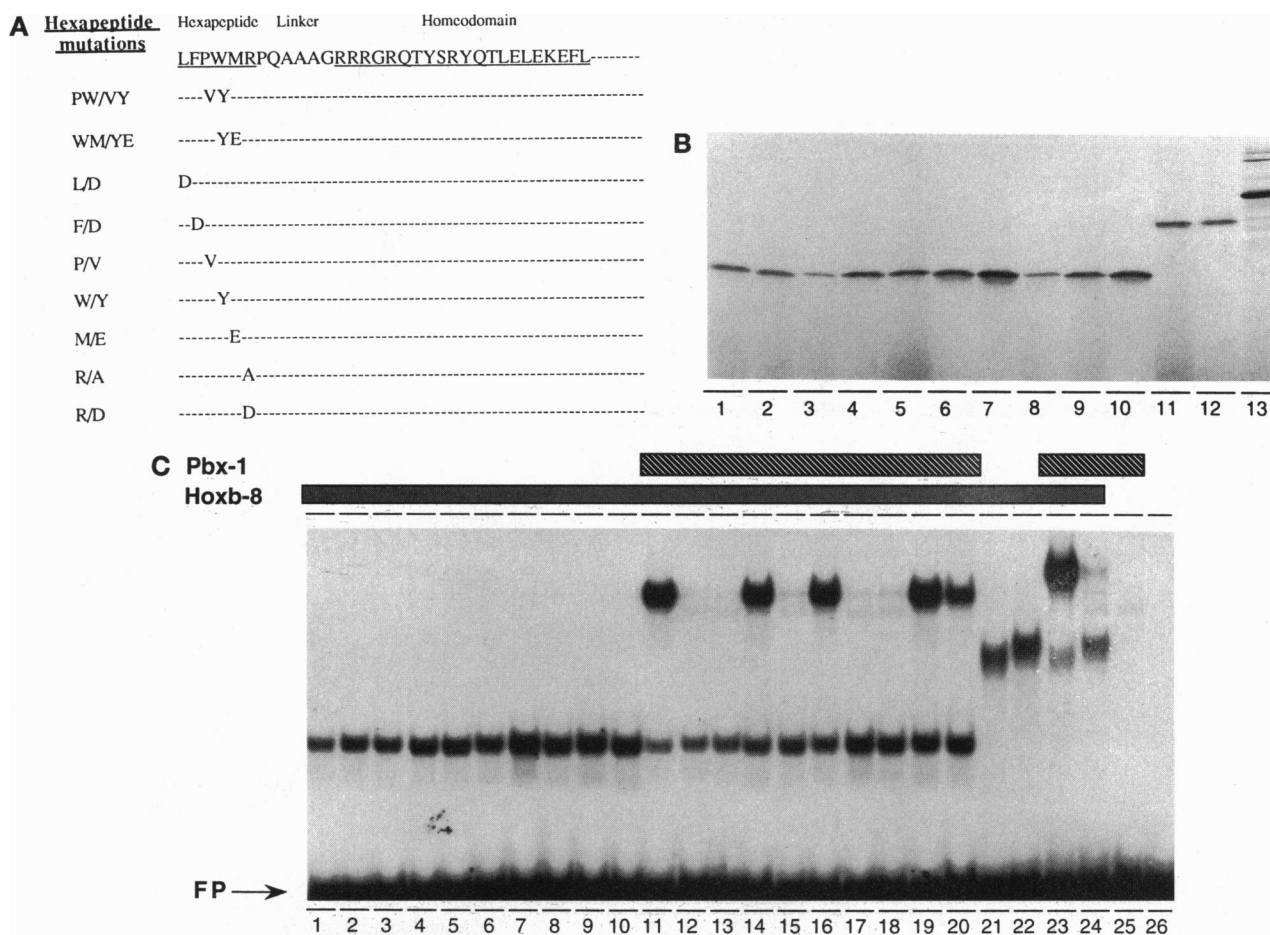 A
Hexapeptide mutations
Hexapeptide Linker Homeodomain
LFPWMRPQAAAGRRRGRQTYSRYQTLELEKEFL-------
PW/VY ----VY--------
WM/YE ------YE--------
L/D D--------
F/D --D--------
P/V ----V--------
W/Y ------Y--------
M/E --------E--------
R/A ----------A--------
R/D ----------D--------
B
1 2 3 4 5 6 7 8 9 10 11 12 13
C Pbx-1
Hoxb-8
FP
1 2 3 4 5 6 7 8 9 10 11 12 13 14 15 16 17 18 19 20 21 22 23 24 25 26